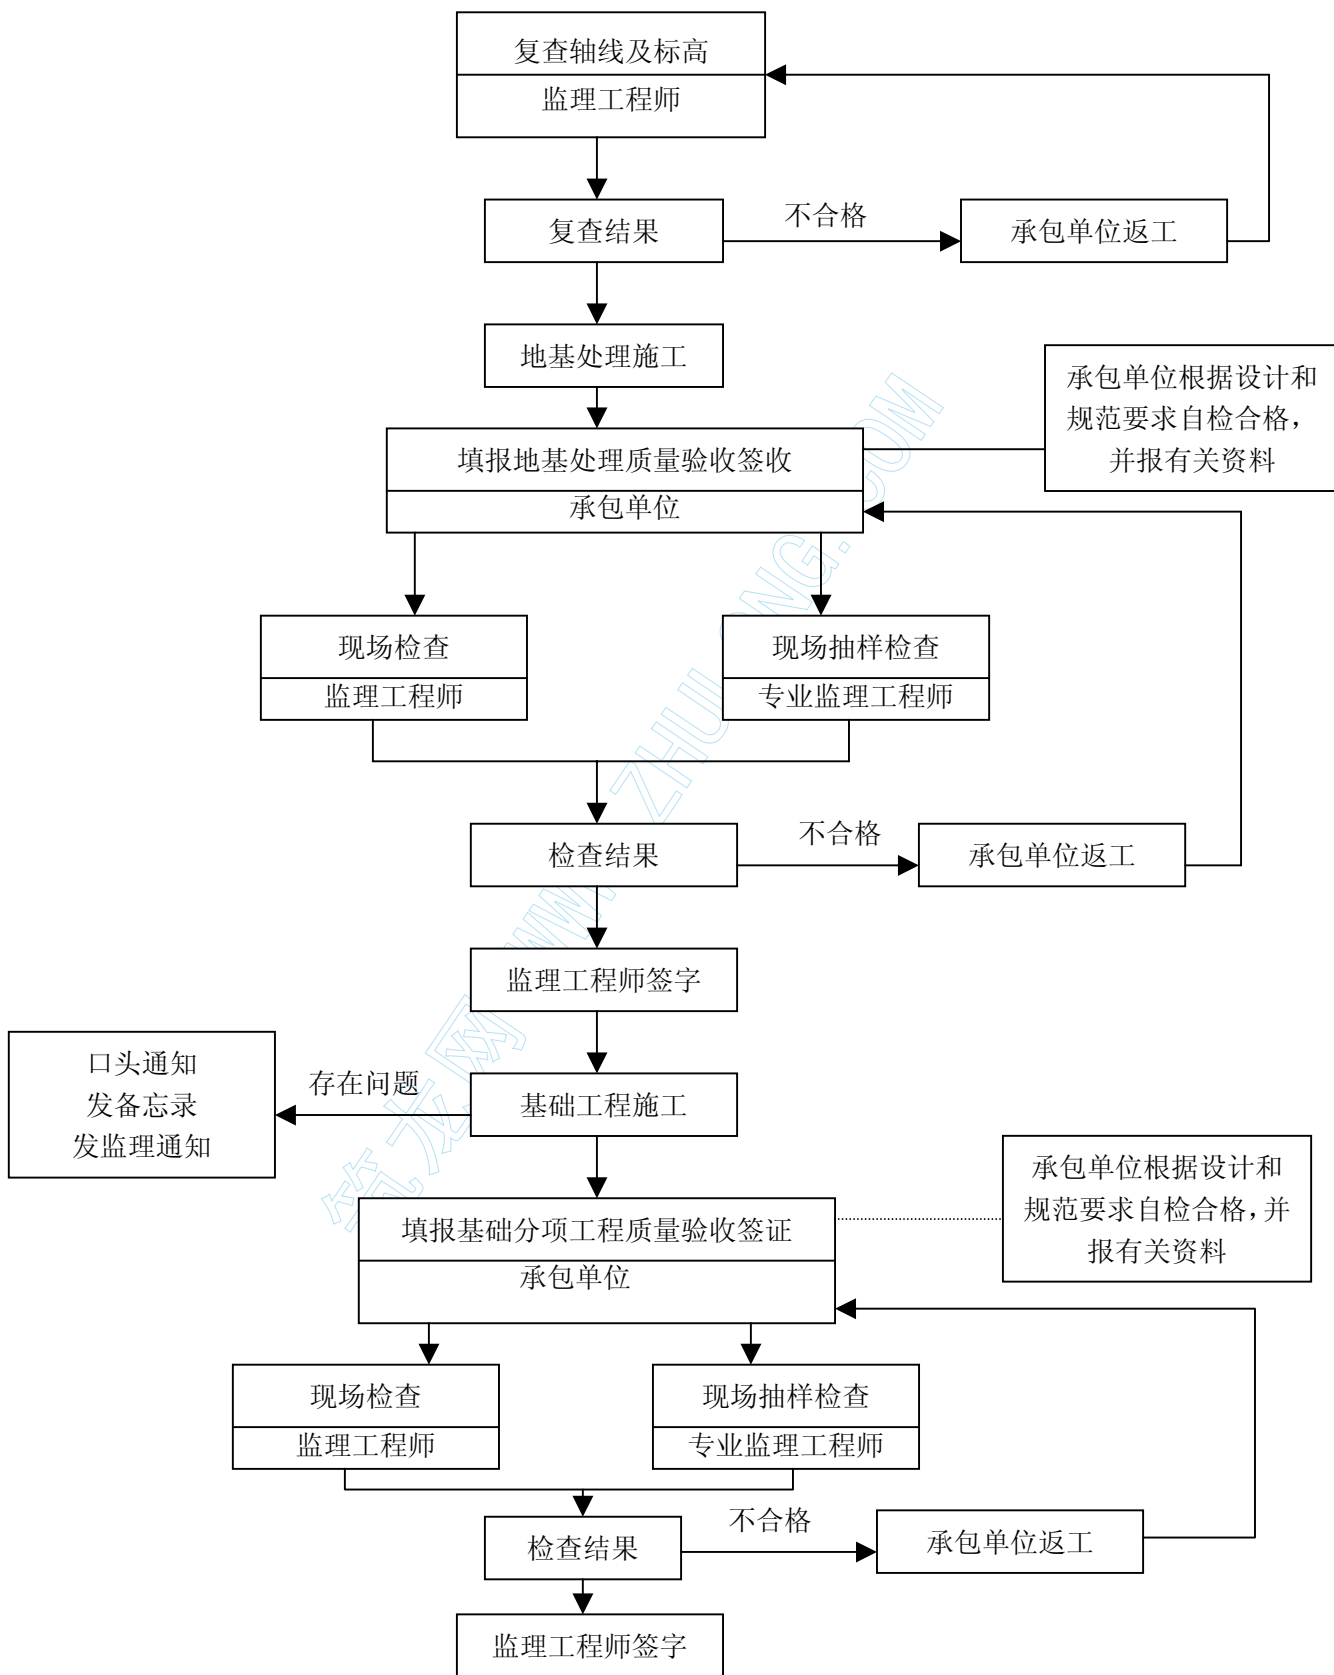 复查轴线及标高
监理工程师
复查结果
不合格
承包单位返工
地基处理施工
承包单位根据设计和
规范要求自检合格，
并报有关资料
填报地基处理质量验收签收
承包单位
现场检查
监理工程师
现场抽样检查
专业监理工程师
检查结果
不合格
承包单位返工
监理工程师签字
口头通知
发备忘录
发监理通知
存在问题
基础工程施工
承包单位根据设计和
规范要求自检合格，并
报有关资料
填报基础分项工程质量验收签证
承包单位
现场检查
监理工程师
现场抽样检查
专业监理工程师
检查结果
不合格
承包单位返工
监理工程师签字